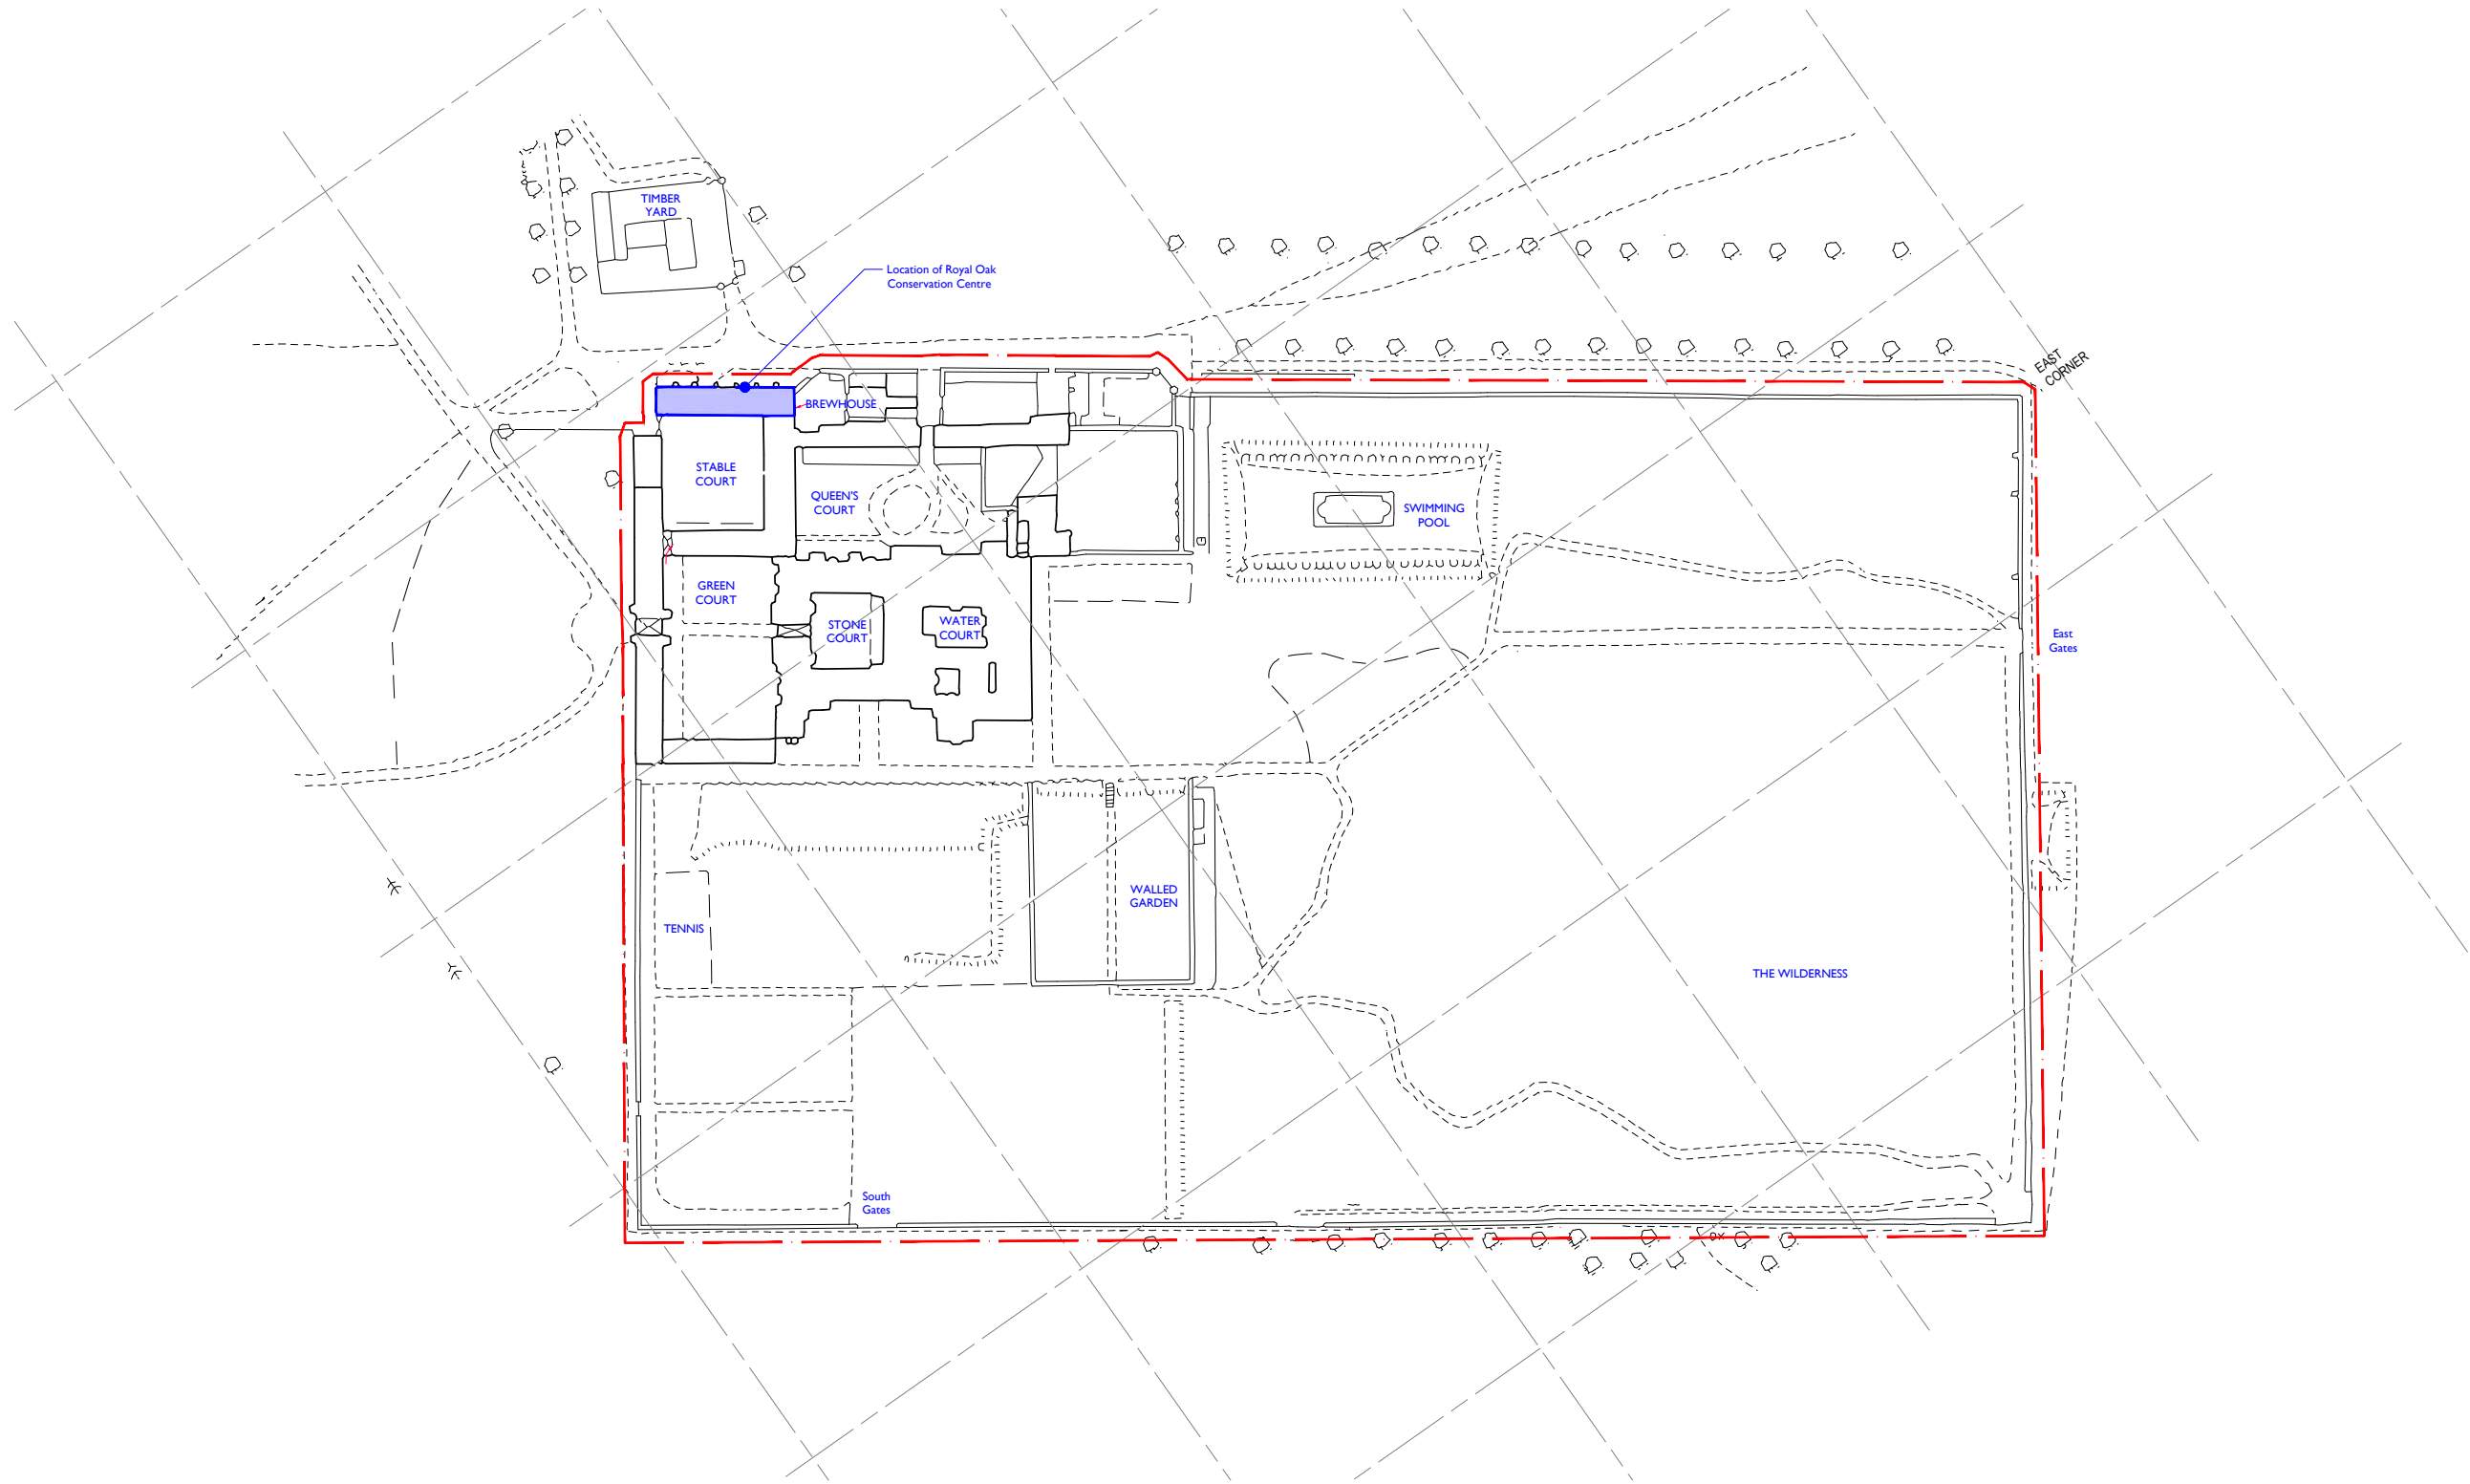 TIMBER
YARD
Location of Royal Oak
Conservation Centre
EAST
CORNER
BREWHOUSE
STABLE
COURT
QUEEN'S
COURT
SWIMMING
POOL
GREEN
COURT
STONE
COURT
WATER
COURT
East
Gates
WALLED
GARDEN
TENNIS
THE WILDERNESS
South
Gates